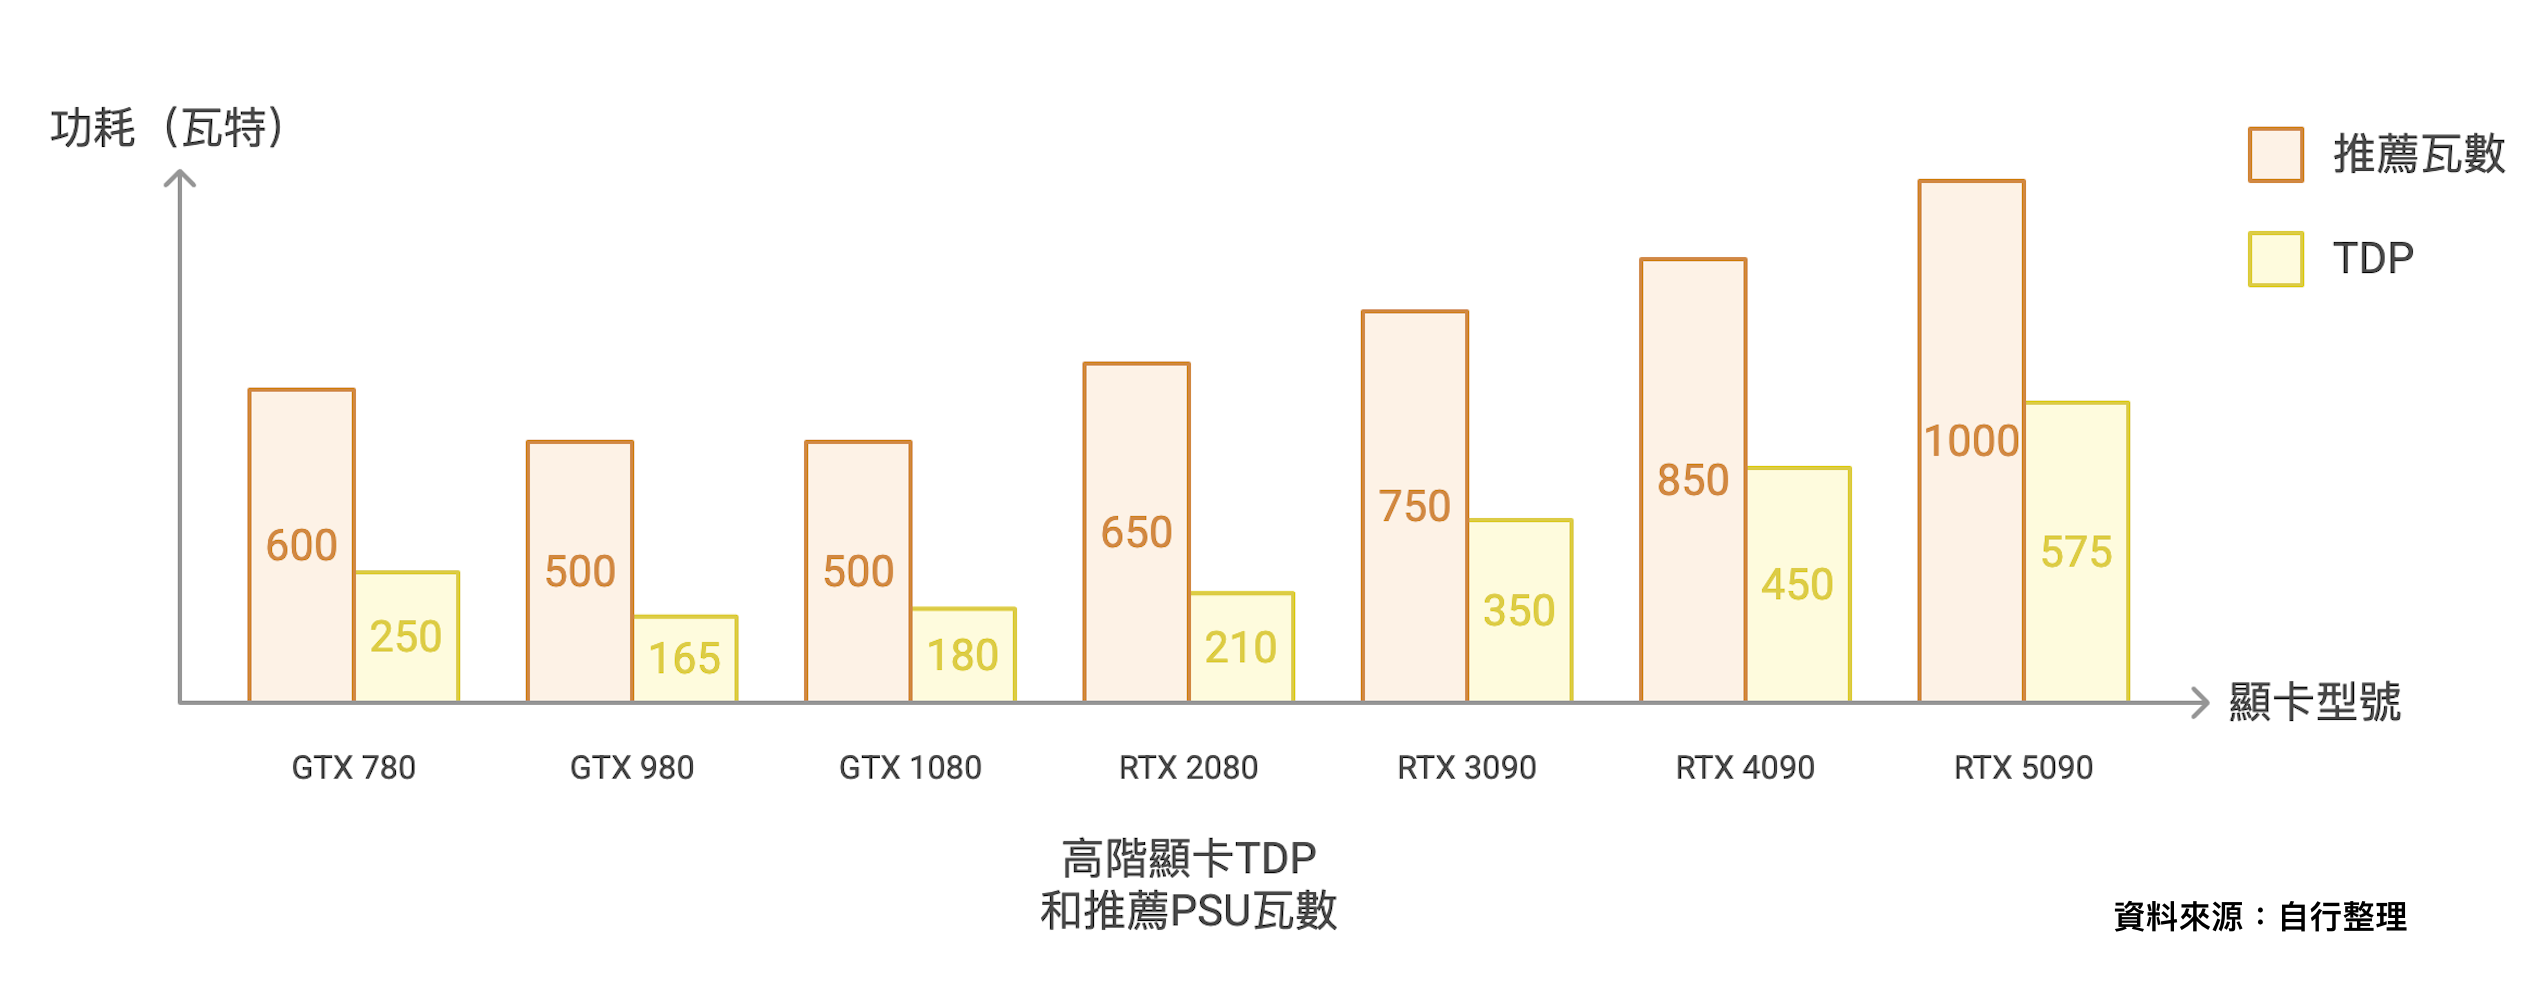 功耗（瓦特）
推薦瓦數
TDP
600
250
500
165
500
180
650
210
750
350
850
450
1000
575
顯卡型號
GTX 780
GTX 980
GTX 1080
RTX 2080
RTX 3090
RTX 4090
RTX 5090
高階顯卡TDP
和推薦PSU瓦數
資料來源：自行整理